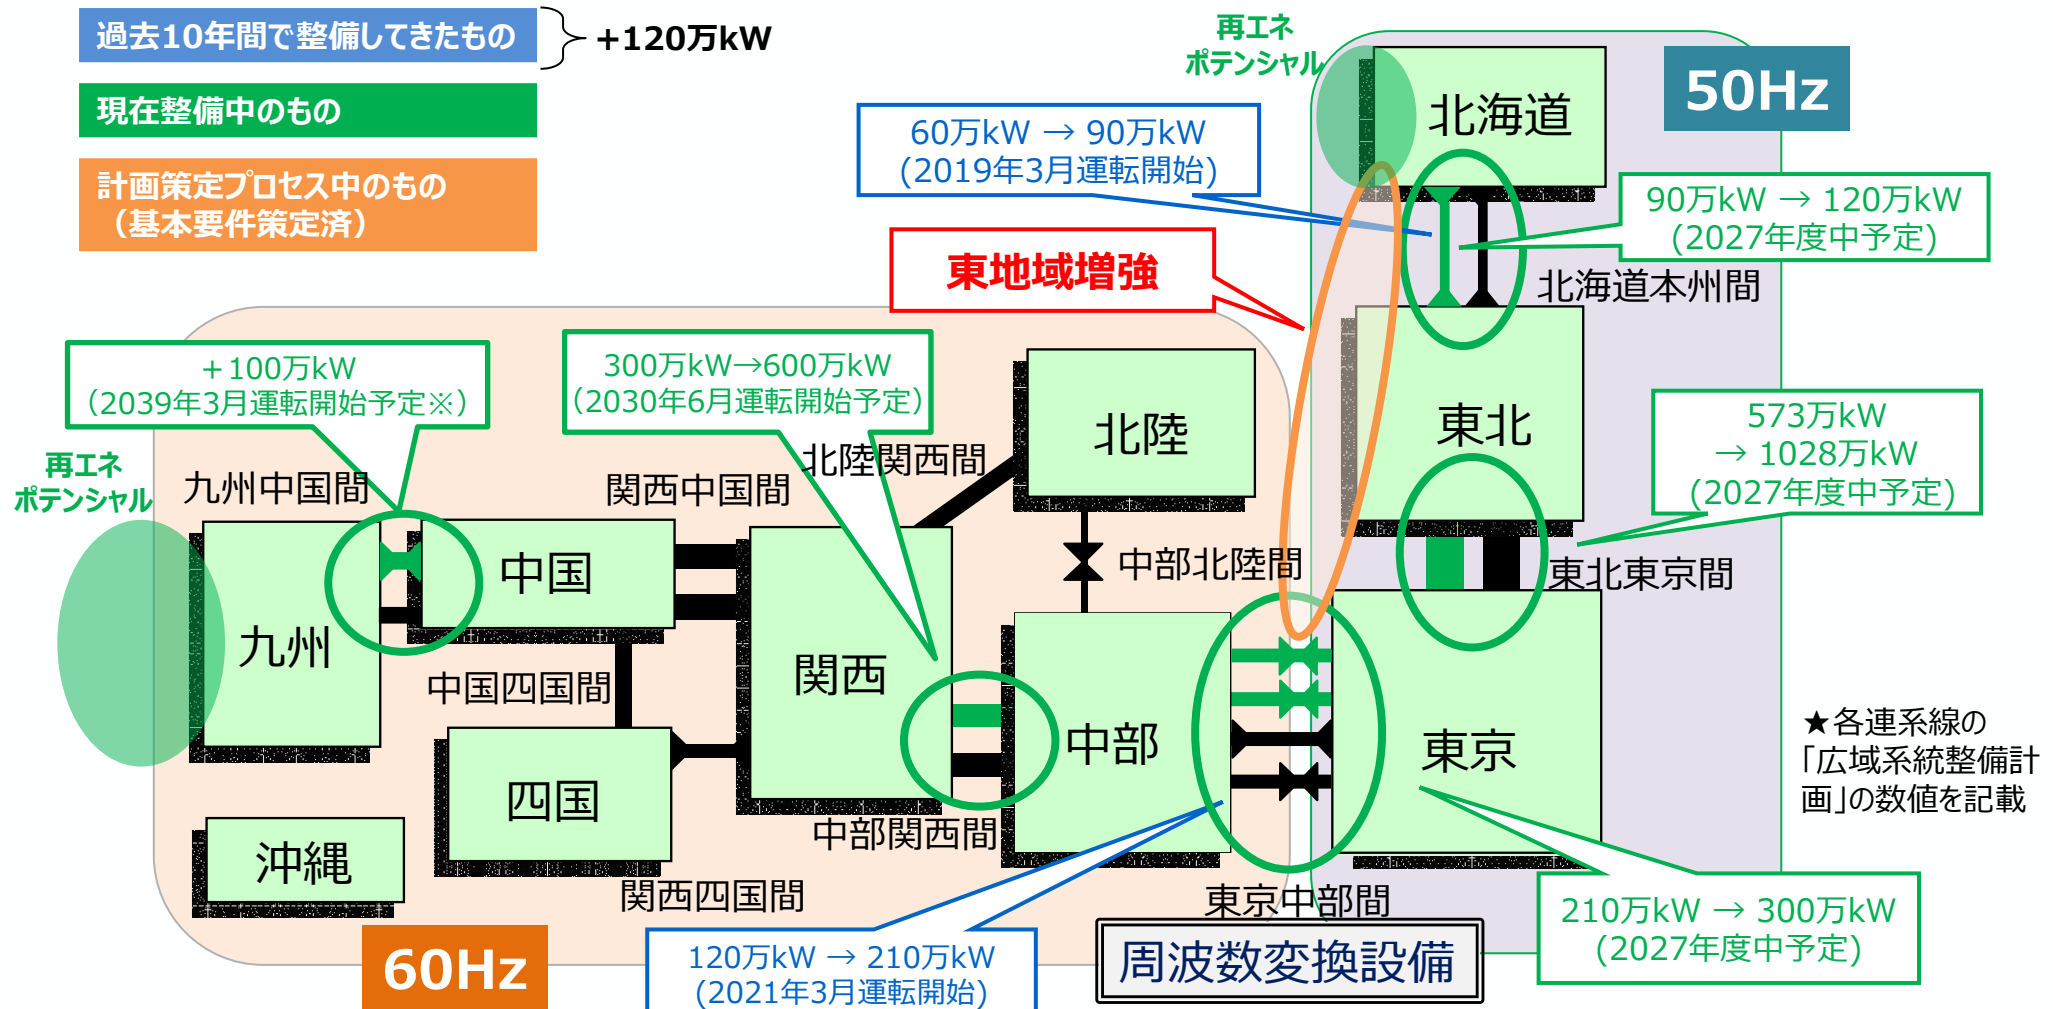 過去10年間で整備してきたもの
+120万kW
現在整備中のもの
計画策定プロセス中のもの
（基本要件策定済）
再エネ
ポテンシャル
北海道
50Hz
60万kW → 90万kW
(2019年3月運転開始)
90万kW → 120万kW
(2027年度中予定)
北海道本州間
東地域増強
+100万kW
（2039年3月運転開始予定※）
300万kW→600万kW
（2030年6月運転開始予定）
北陸
東北
573万kW
→ 1028万kW
(2027年度中予定)
再エネ
ポテンシャル
九州中国間
関西中国間
北陸関西間
中国
中部北陸間
東北東京間
九州
関西
中国四国間
中部
東京
四国
★各連系線の
「広域系統整備計
画」の数値を記載
沖縄
中部関西間
関西四国間
東京中部間
210万kW → 300万kW
(2027年度中予定)
60Hz
120万kW → 210万kW
(2021年3月運転開始)
周波数変換設備